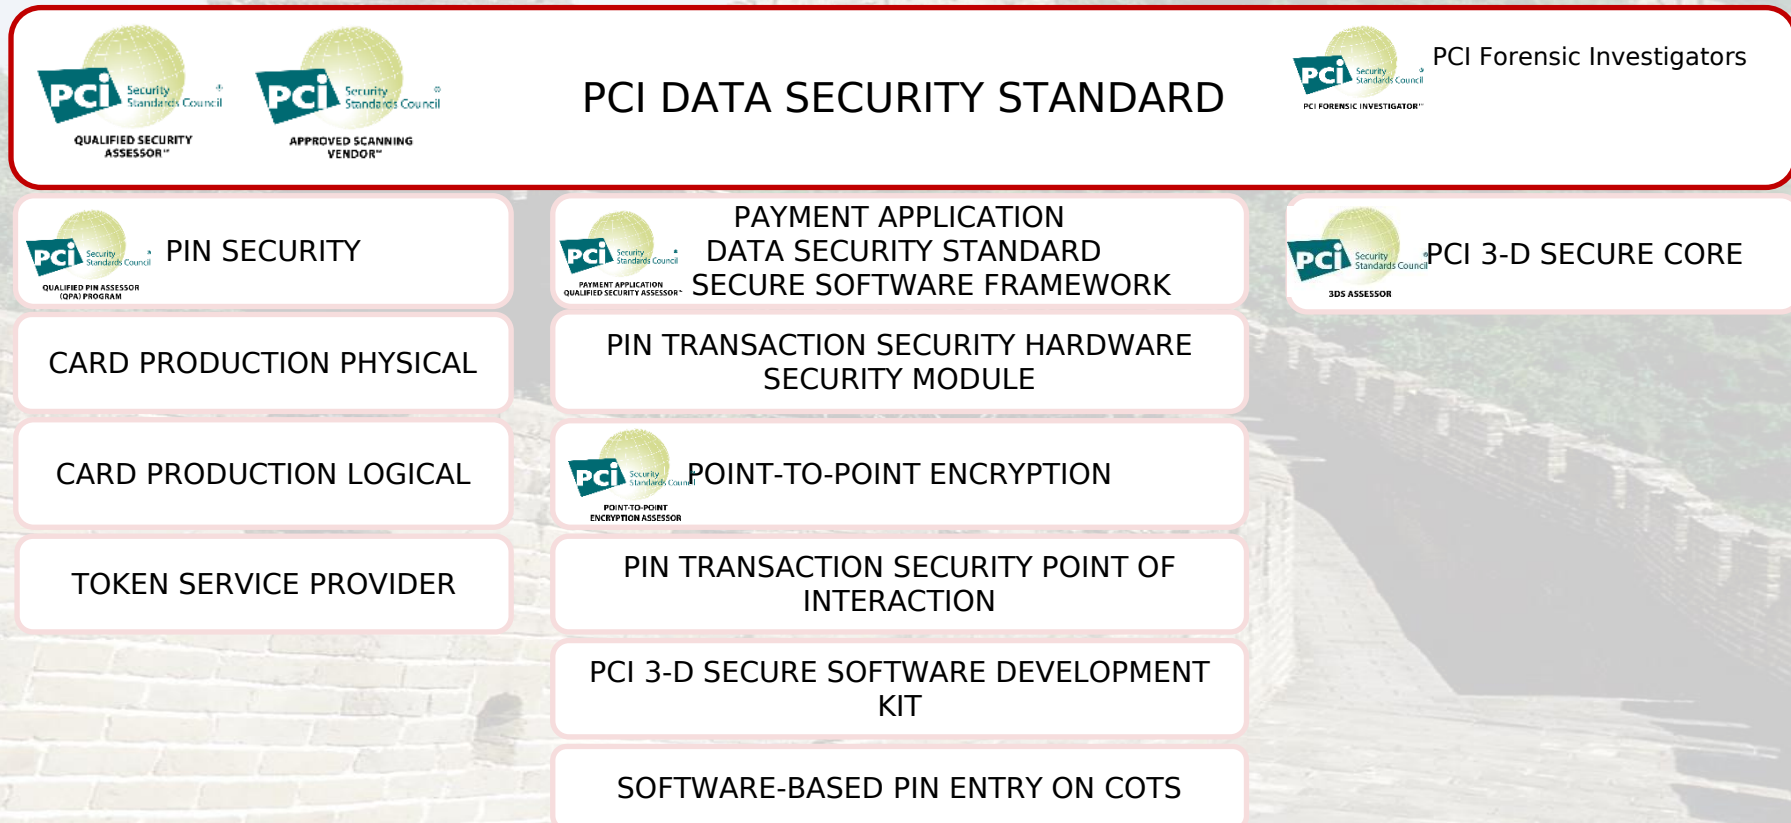 PCI Security Standards Council
QUALIFIED SECURITY
ASSESSOR™
PCI Security Standards Council
APPROVED SCANNING
VENDOR™
PCI DATA SECURITY STANDARD
PCI Security Standards Council
PCI FORENSIC INVESTIGATOR™
PCI Forensic Investigators
PCI Security Standards Council
QUALIFIED PIN ASSESSOR
(QPA) PROGRAM
PIN SECURITY
CARD PRODUCTION PHYSICAL
CARD PRODUCTION LOGICAL
TOKEN SERVICE PROVIDER
PCI Security Standards Council
PAYMENT APPLICATION
QUALIFIED SECURITY ASSESSOR™
PAYMENT APPLICATION
DATA SECURITY STANDARD
SECURE SOFTWARE FRAMEWORK
PIN TRANSACTION SECURITY HARDWARE
SECURITY MODULE
PCI Security Standards Council
POINT-TO-POINT
ENCRYPTION ASSESSOR
POINT-TO-POINT ENCRYPTION
PIN TRANSACTION SECURITY POINT OF
INTERACTION
PCI 3-D SECURE SOFTWARE DEVELOPMENT
KIT
SOFTWARE-BASED PIN ENTRY ON COTS
PCI Security Standards Council
3DS ASSESSOR
PCI 3-D SECURE CORE